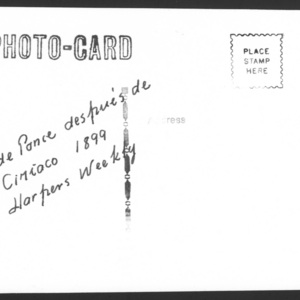 PHOTO-CARD
PLACE
STAMP
HERE
de Ponce después de
Ciriaco 1899
Harpers Weekly